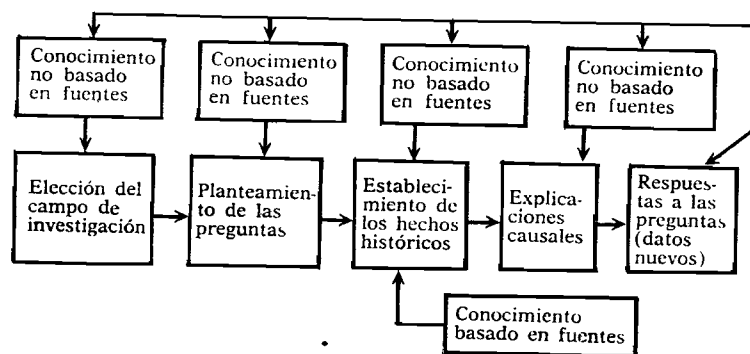 Conocimiento
no basado
en fuentes
Conocimiento
no basado
en fuentes
Conocimiento
no basado
en fuentes
Conocimiento
no basado
en fuentes
Elección del
campo de
investigación
Planteamien-
to de las
preguntas
Estableci-
miento de
los hechos
históricos
Explica-
ciones
causales
Respues-
tas a las
preguntas
(datos
nuevos)
Conocimiento
basado en fuentes